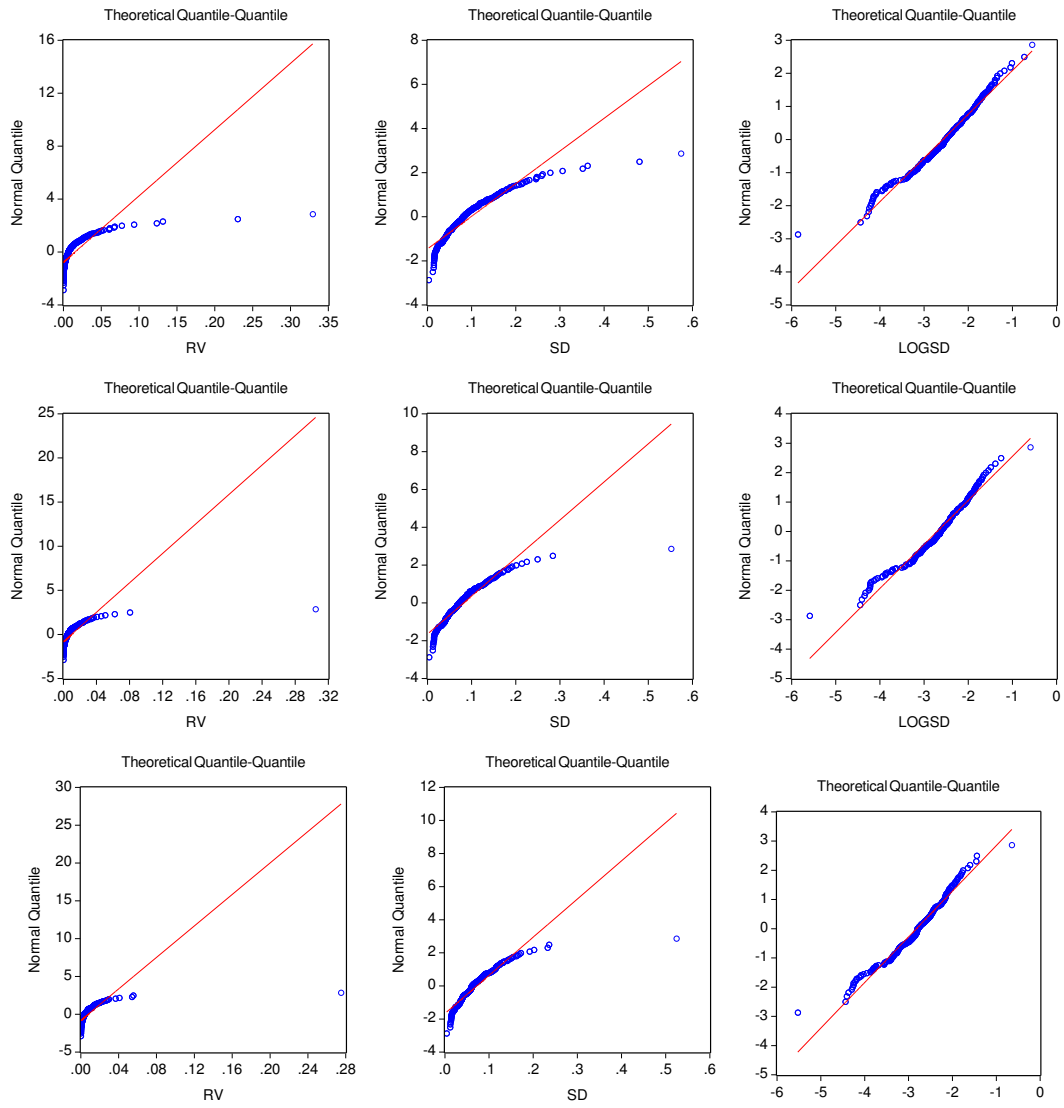 Theoretical Quantile-Quantile
Normal Quantile
16
12
8
4
0
-4
.00 .05 .10 .15 .20 .25 .30 .35
RV
Theoretical Quantile-Quantile
Normal Quantile
8
6
4
2
0
-2
-4
.0 .1 .2 .3 .4 .5 .6
SD
Theoretical Quantile-Quantile
Normal Quantile
3
2
1
0
-1
-2
-3
-4
-5
-6 -5 -4 -3 -2 -1 0
LOGSD
Theoretical Quantile-Quantile
Normal Quantile
25
20
15
10
5
0
-5
.00 .04 .08 .12 .16 .20 .24 .28 .32
RV
Theoretical Quantile-Quantile
Normal Quantile
10
8
6
4
2
0
-2
-4
.0 .1 .2 .3 .4 .5 .6
SD
Theoretical Quantile-Quantile
Normal Quantile
4
3
2
1
0
-1
-2
-3
-4
-5
-6 -5 -4 -3 -2 -1 0
LOGSD
Theoretical Quantile-Quantile
Normal Quantile
30
25
20
15
10
5
0
-5
.00 .04 .08 .12 .16 .20 .24 .28
RV
Theoretical Quantile-Quantile
Normal Quantile
12
10
8
6
4
2
0
-2
-4
.0 .1 .2 .3 .4 .5 .6
SD
Theoretical Quantile-Quantile
Normal Quantile
4
3
2
1
0
-1
-2
-3
-4
-5
-6 -5 -4 -3 -2 -1 0